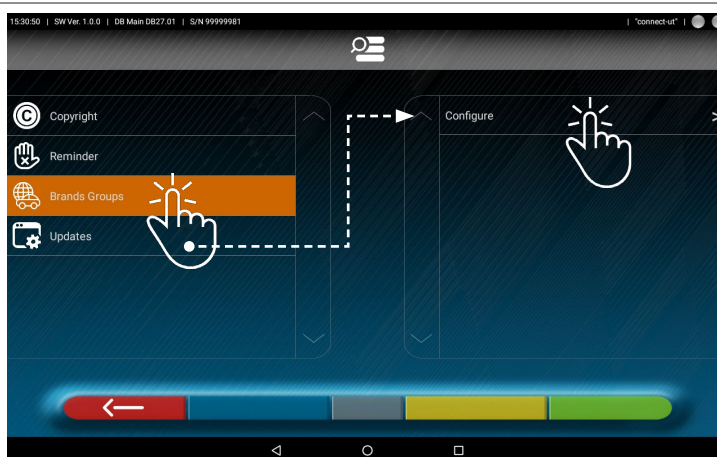 15:30:50 | SW Ver. 1.0.0 | DB Main DB27.01 | S/N 99999981 | "connect-ut" |
Copyright
Configure
Reminder
Brands Groups
Updates